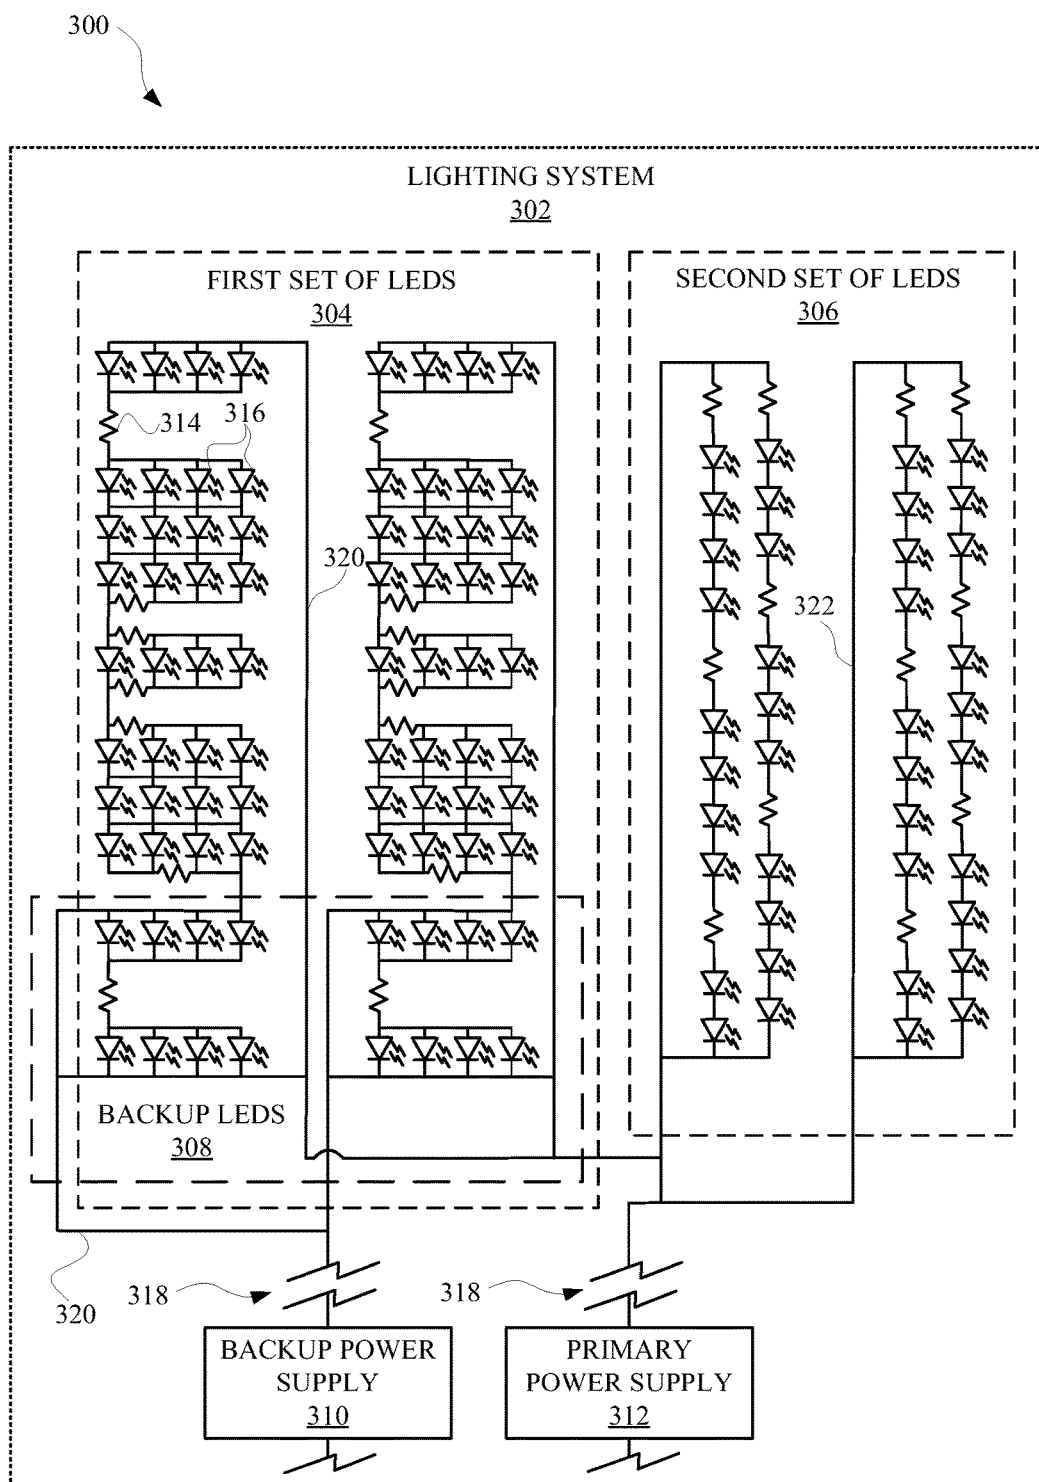 300
LIGHTING SYSTEM
302
FIRST SET OF LEDS
304
SECOND SET OF LEDS
306
314
316
320
322
BACKUP LEDS
308
318
318
320
BACKUP POWER
SUPPLY
310
PRIMARY
POWER SUPPLY
312